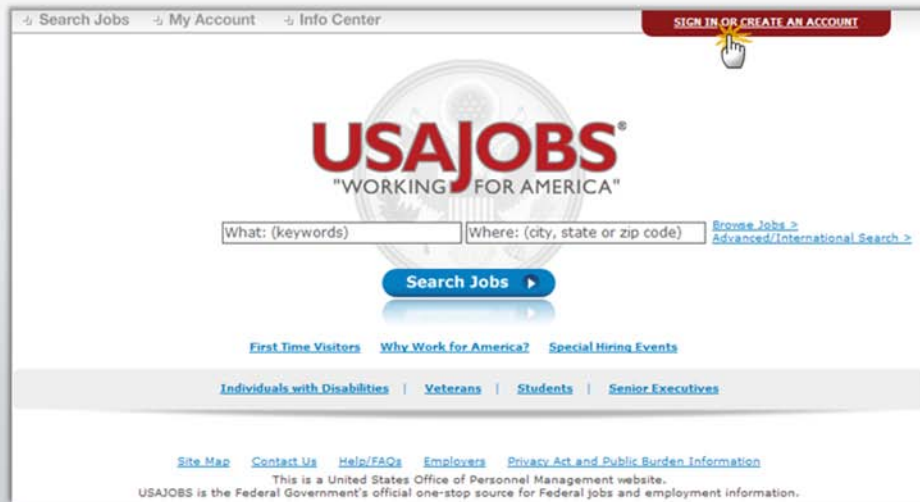 Search Jobs My Account Info Center SIGN IN OR CREATE AN ACCOUNT
USAJOBS®
"WORKING FOR AMERICA"
What: (keywords) Where: (city, state or zip code) Browse Jobs >
Advanced/International Search >
Search Jobs
First Time Visitors Why Work for America? Special Hiring Events
Individuals with Disabilities | Veterans | Students | Senior Executives
Site Map Contact Us Help/FAQs Employers Privacy Act and Public Burden Information
This is a United States Office of Personnel Management website.
USAJOBS is the Federal Government's official one-stop source for Federal jobs and employment information.